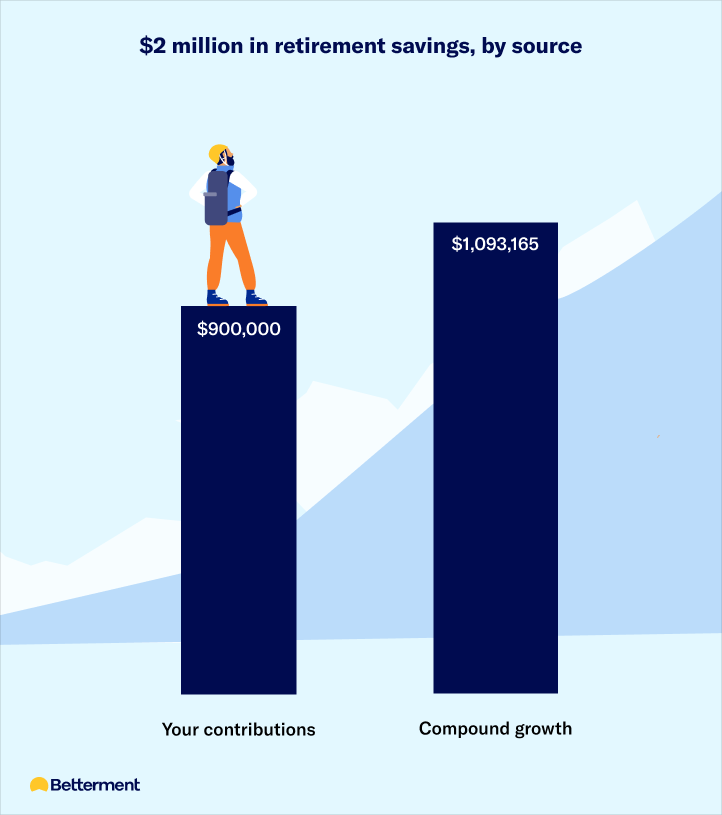 $2 million in retirement savings, by source
$1,093,165
$900,000
Your contributions
Compound growth
Betterment